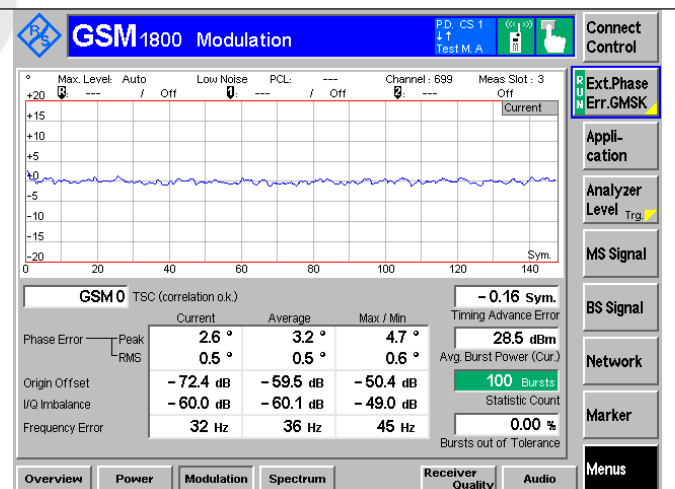 R&S GSM 1800 Modulation P.D. CS 1
↓↑
Test M. A
Connect
Control
° Max. Level: Auto Low Noise PCL: --- Channel : 699 Meas Slot : 3
+20 --- / Off --- / Off --- Off
Current
+15
+10
+5
±0
-5
-10
-15
-20 Sym.
0 20 40 60 80 100 120 140
GSM 0 TSC (correlation o.k.) - 0.16 Sym.
Timing Advance Error
Current Average Max / Min
Phase Error Peak 2.6 ° 3.2 ° 4.7 ° 28.5 dBm
RMS 0.5 ° 0.5 ° 0.6 ° Avg. Burst Power (Cur.)
Origin Offset - 72.4 dB - 59.5 dB - 50.4 dB 100 Bursts
I/Q Imbalance - 60.0 dB - 60.1 dB - 49.0 dB Statistic Count
Frequency Error 32 Hz 36 Hz 45 Hz 0.00 %
Bursts out of Tolerance
RUN
Ext.Phase
Err.GMSK
Appli-
cation
Analyzer
Level Trg.
MS Signal
BS Signal
Network
Marker
Menus
Overview Power Modulation Spectrum Receiver
Quality Audio